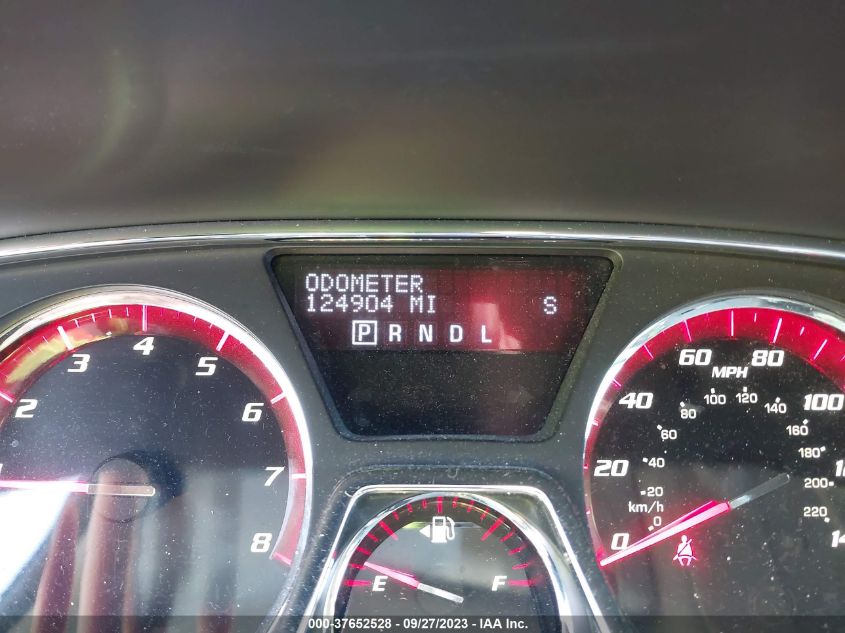 ODOMETER
124904 MI S
P R N D L
1 2 3 4 5 6 7 8
0 20 40 60 80 100
MPH
km/h
0 20 40 60 80 100 120 140 160 180 200 220
E F
000-37652528 - 09/27/2023 - IAA Inc.